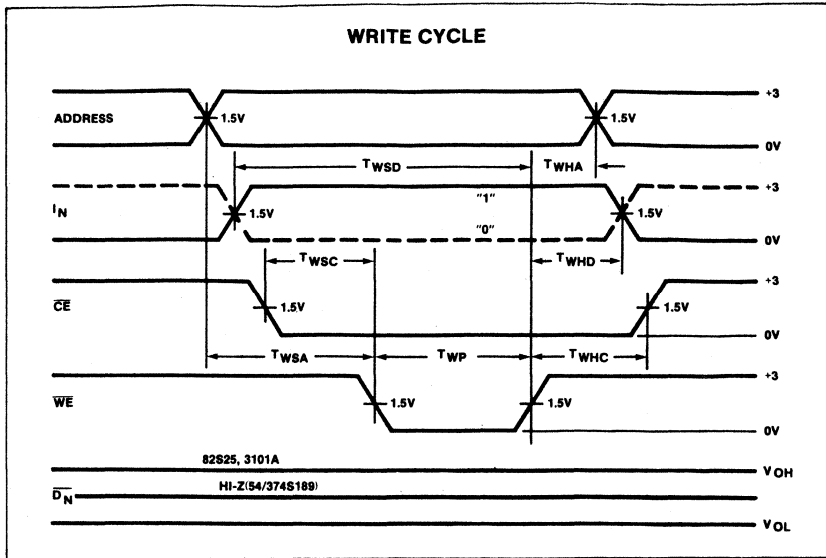 WRITE CYCLE
+3
ADDRESS
1.5V
1.5V
0V
TWSD
TWHA
+3
IN
1.5V
"1"
"0"
1.5V
0V
TWSC
TWHD
+3
CE
1.5V
1.5V
0V
TWSA
TWP
TWHC
+3
WE
1.5V
1.5V
0V
82S25, 3101A
VOH
DN
HI-Z(54/374S189)
VOL